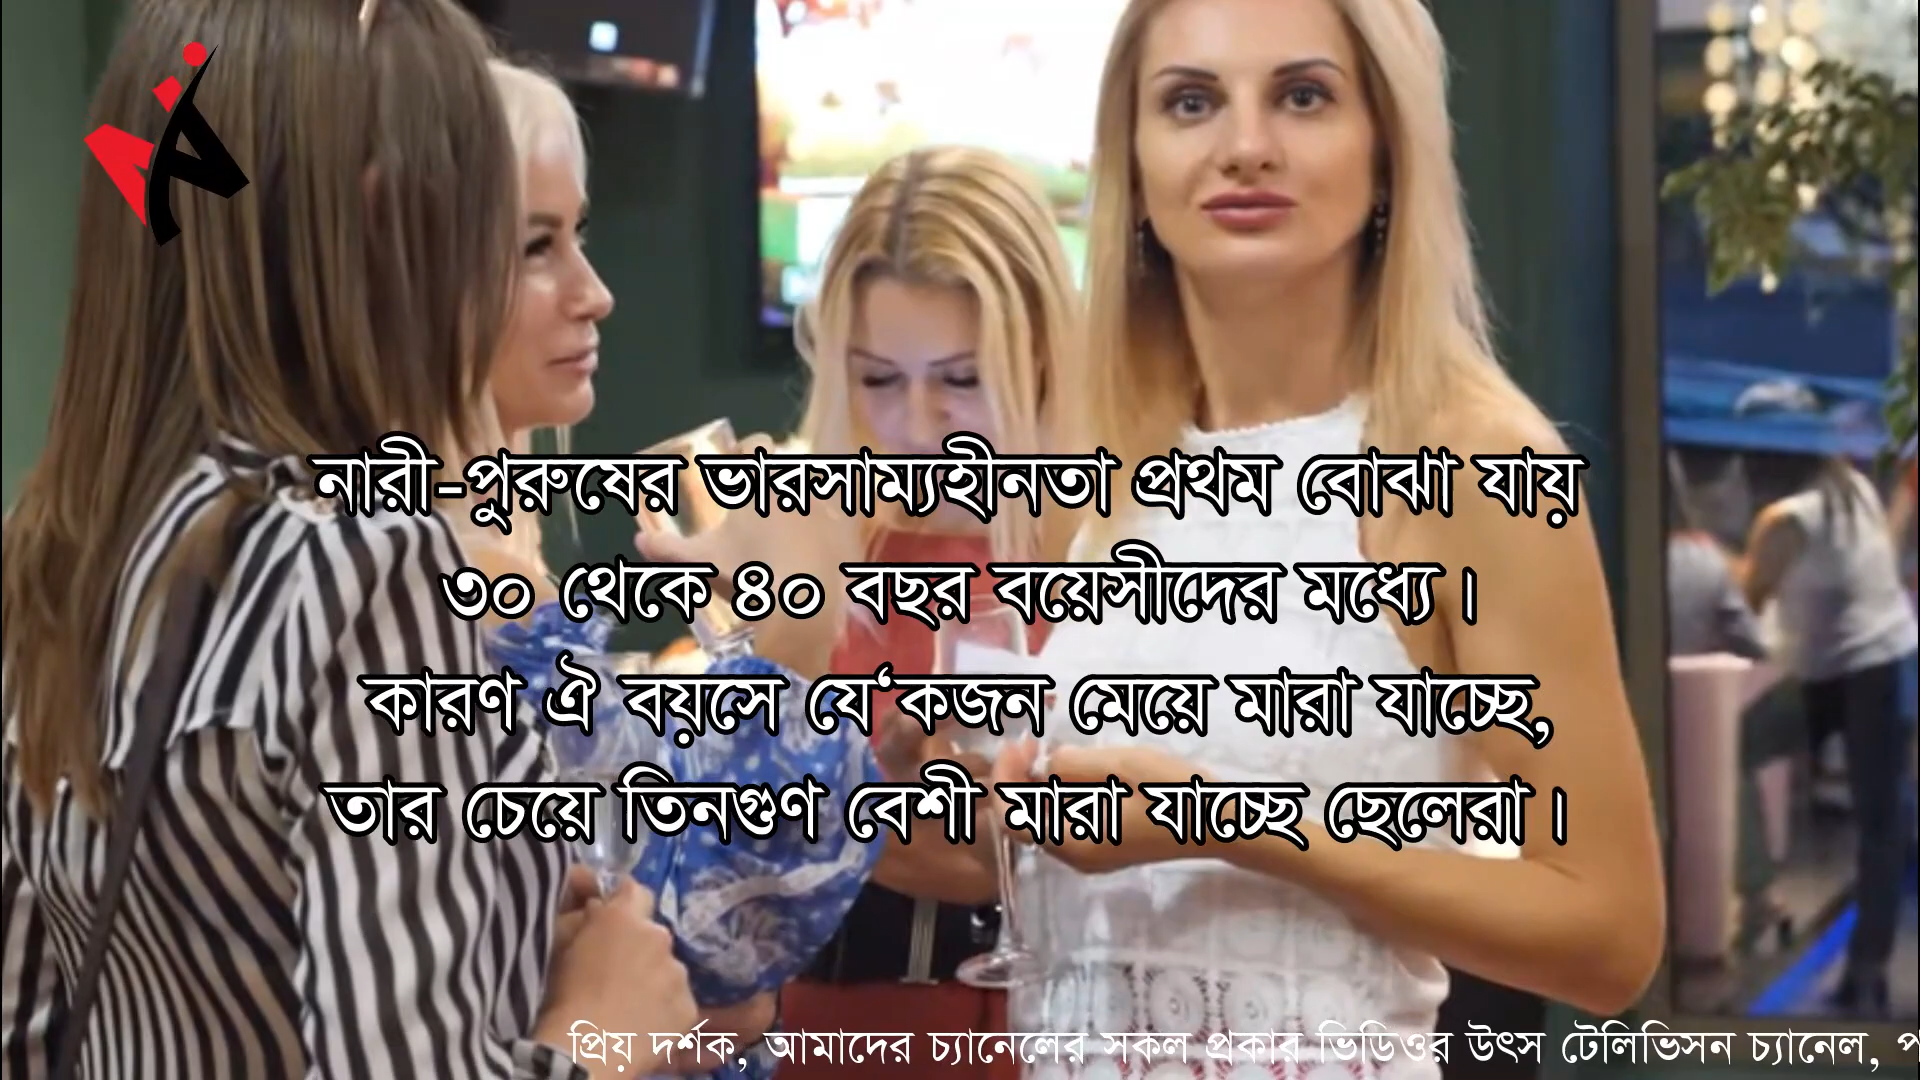 নারী-পুরুষের ভারসাম্যহীনতা প্রথম বোঝা যায়
৩০ থেকে ৪০ বছর বয়েসীদের মধ্যে।
কারণ ঐ বয়সে যে‘কজন মেয়ে মারা যাচ্ছে,
তার চেয়ে তিনগুণ বেশী মারা যাচ্ছে ছেলেরা।
প্রিয় দর্শক, আমাদের চ্যানেলের সকল প্রকার ভিডিওর উৎস টেলিভিসন চ্যানেল,